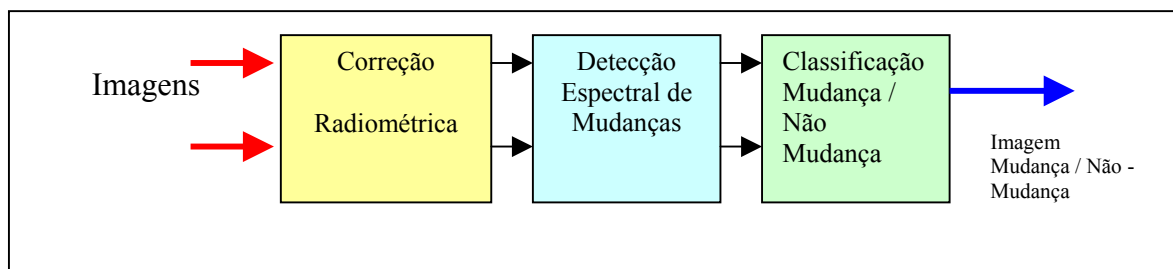 Imagens
Correção
Radiométrica
Detecção
Espectral de
Mudanças
Classificação
Mudança /
Não
Mudança
Imagem
Mudança / Não -
Mudança